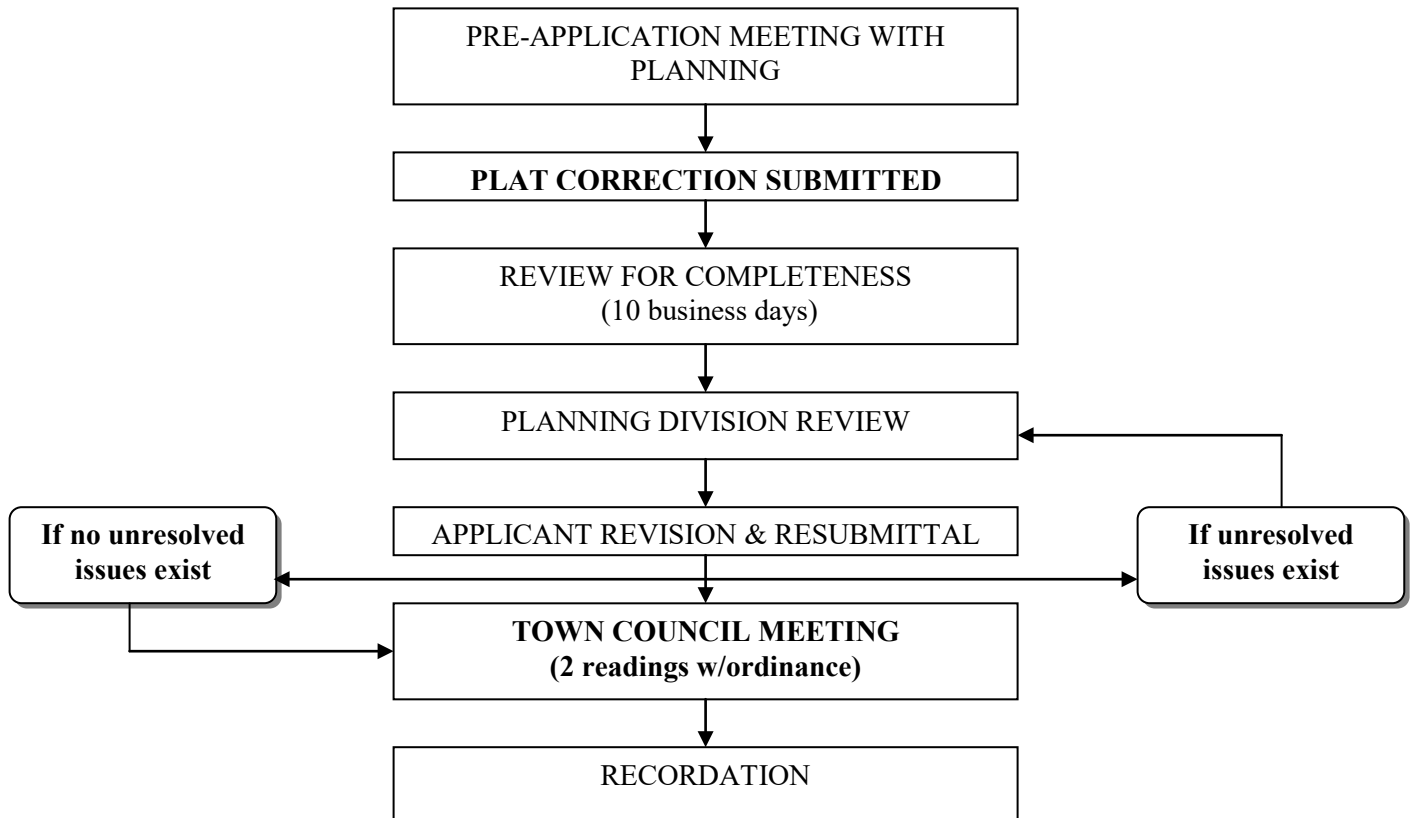 PRE-APPLICATION MEETING WITH
PLANNING
PLAT CORRECTION SUBMITTED
REVIEW FOR COMPLETENESS
(10 business days)
PLANNING DIVISION REVIEW
APPLICANT REVISION & RESUBMITTAL
If no unresolved
issues exist
If unresolved
issues exist
TOWN COUNCIL MEETING
(2 readings w/ordinance)
RECORDATION